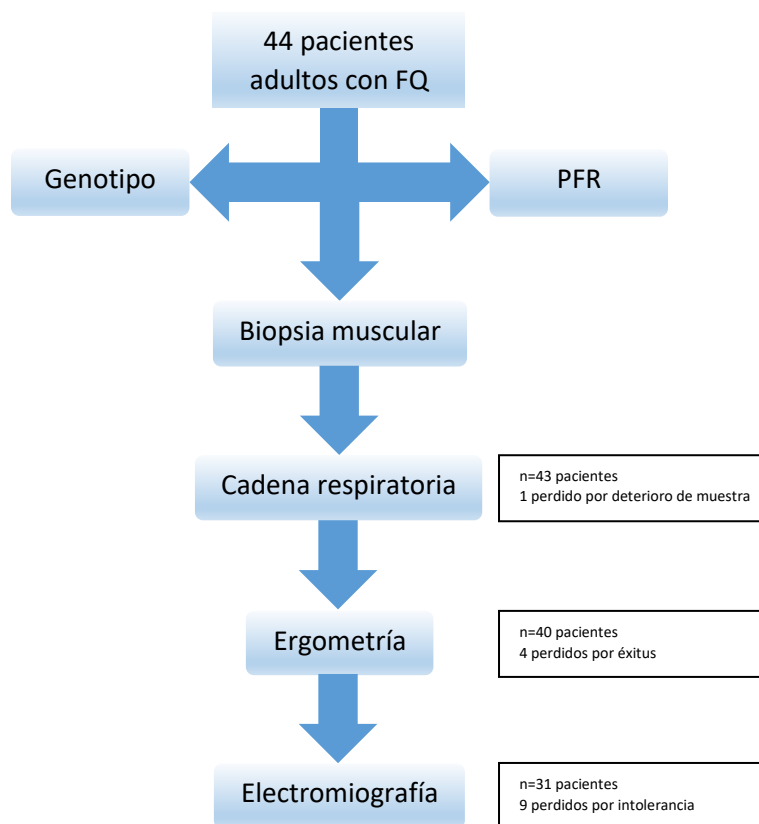 44 pacientes
adultos con FQ
Genotipo
PFR
Biopsia muscular
Cadena respiratoria
n=43 pacientes
1 perdido por deterioro de muestra
Ergometría
n=40 pacientes
4 perdidos por éxitus
Electromiografía
n=31 pacientes
9 perdidos por intolerancia